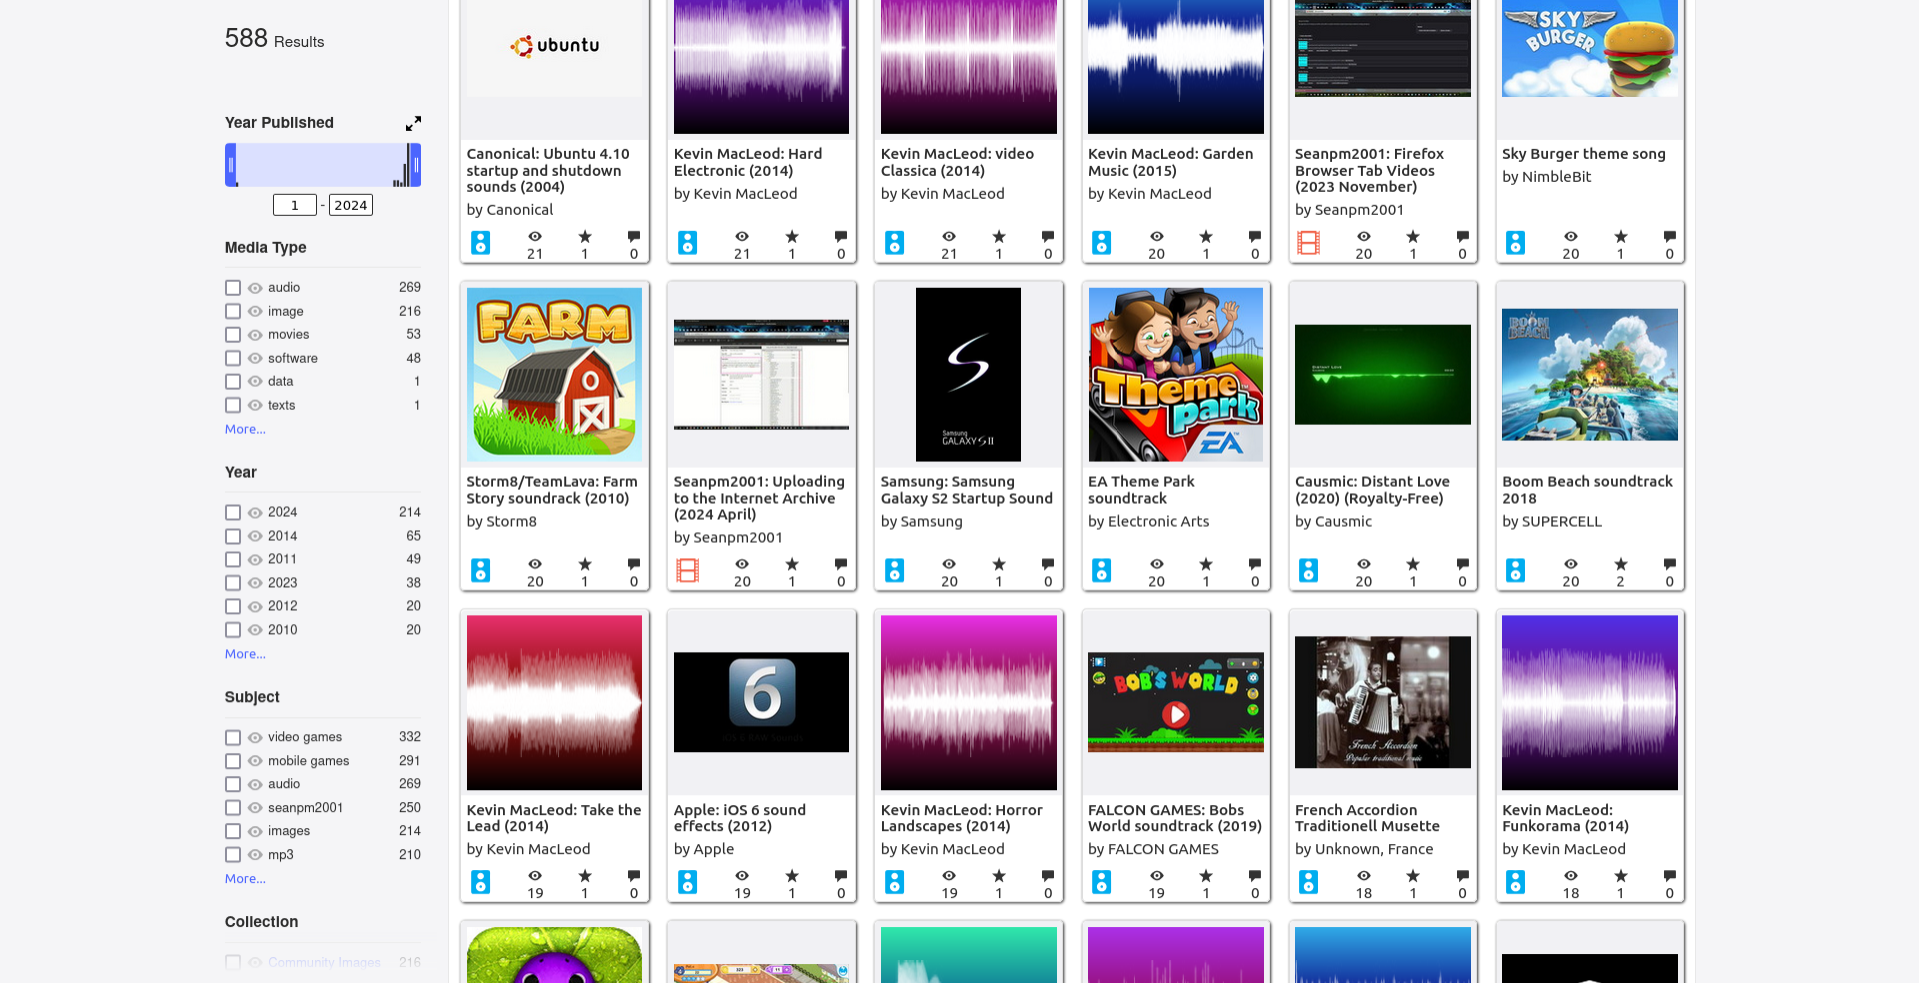 588 Results
Year Published
1 - 2024
Media Type
audio 269
image 216
movies 53
software 48
data 1
texts 1
More...
Year
2024 214
2014 65
2011 49
2023 38
2012 20
2010 20
More...
Subject
video games 332
mobile games 291
audio 269
seanpm2001 250
images 214
mp3 210
More...
Collection
Community Images 216
ubuntu
Canonical: Ubuntu 4.10
startup and shutdown
sounds (2004)
by Canonical
21 1 0
Kevin MacLeod: Hard
Electronic (2014)
by Kevin MacLeod
21 1 0
Kevin MacLeod: video
Classica (2014)
by Kevin MacLeod
21 1 0
Kevin MacLeod: Garden
Music (2015)
by Kevin MacLeod
20 1 0
Seanpm2001: Firefox
Browser Tab Videos
(2023 November)
by Seanpm2001
20 1 0
SKY
BURGER
Sky Burger theme song
by NimbleBit
20 1 0
FARM
Storm8/TeamLava: Farm
Story soundrack (2010)
by Storm8
20 1 0
Seanpm2001: Uploading
to the Internet Archive
(2024 April)
by Seanpm2001
20 1 0
Samsung
GALAXY S II
Samsung: Samsung
Galaxy S2 Startup Sound
by Samsung
20 1 0
Theme
Park
EA
EA Theme Park
soundtrack
by Electronic Arts
20 1 0
DISTANT LOVE
Causmic: Distant Love
(2020) (Royalty-Free)
by Causmic
20 1 0
BOOM
BEACH
Boom Beach soundtrack
2018
by SUPERCELL
20 2 0
Kevin MacLeod: Take the
Lead (2014)
by Kevin MacLeod
19 1 0
6
iOS 6 RAW Sounds
Apple: iOS 6 sound
effects (2012)
by Apple
19 1 0
Kevin MacLeod: Horror
Landscapes (2014)
by Kevin MacLeod
19 1 0
BOB'S WORLD
FALCON GAMES: Bobs
World soundtrack (2019)
by FALCON GAMES
19 1 0
French Accordion
Popular traditional music
French Accordion
Traditionell Musette
by Unknown, France
18 1 0
Kevin MacLeod:
Funkorama (2014)
by Kevin MacLeod
18 1 0